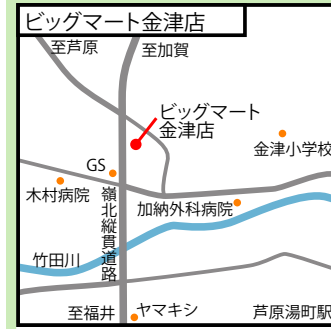 ビッグマート金津店
至芦原
至加賀
ビッグマート
金津店
金津小学校
GS
木村病院
加納外科病院
嶺北縦貫道路
竹田川
至福井
ヤマキシ
芦原湯町駅